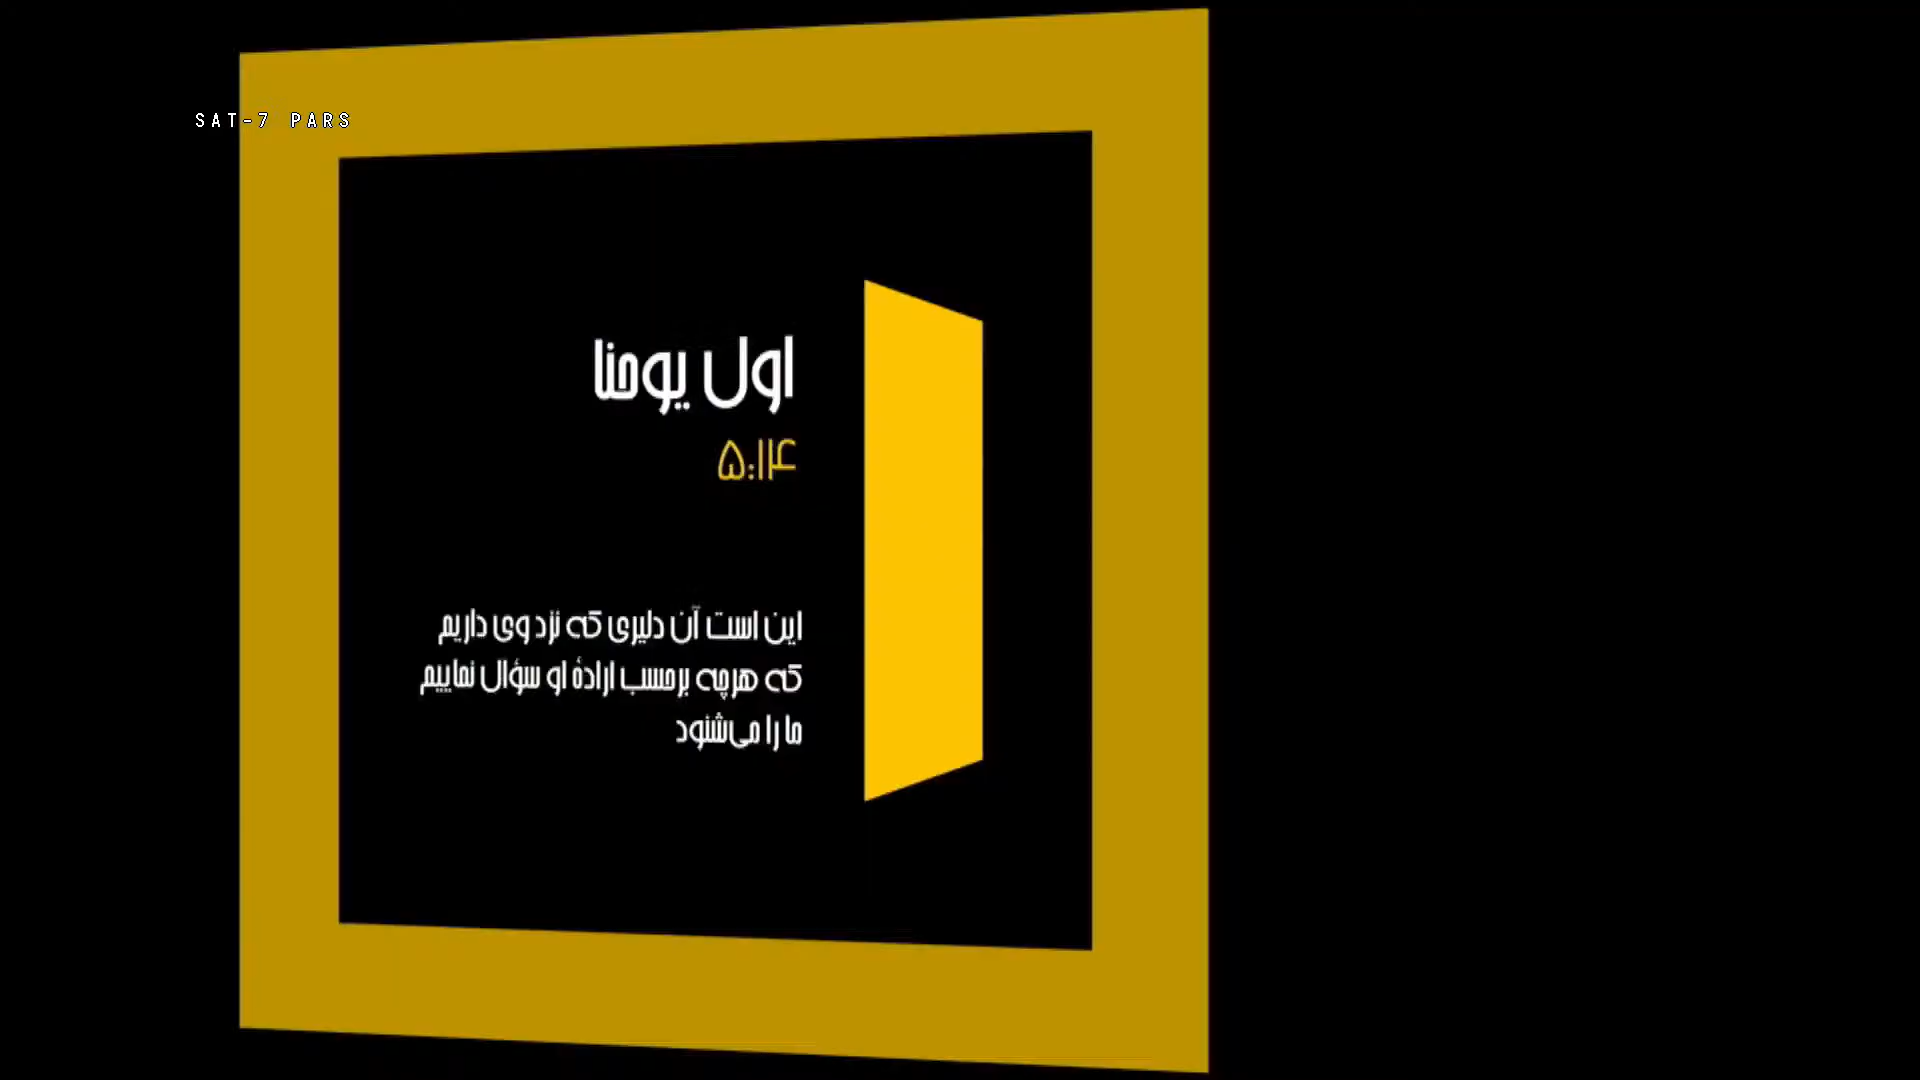 SAT-7 PARS
اول یوحنا
۵:۱۴
این است آن دلیری که نزد وی داریم
که هرچه برحسب ارادهٔ او سؤال نماییم
ما را می‌شنود